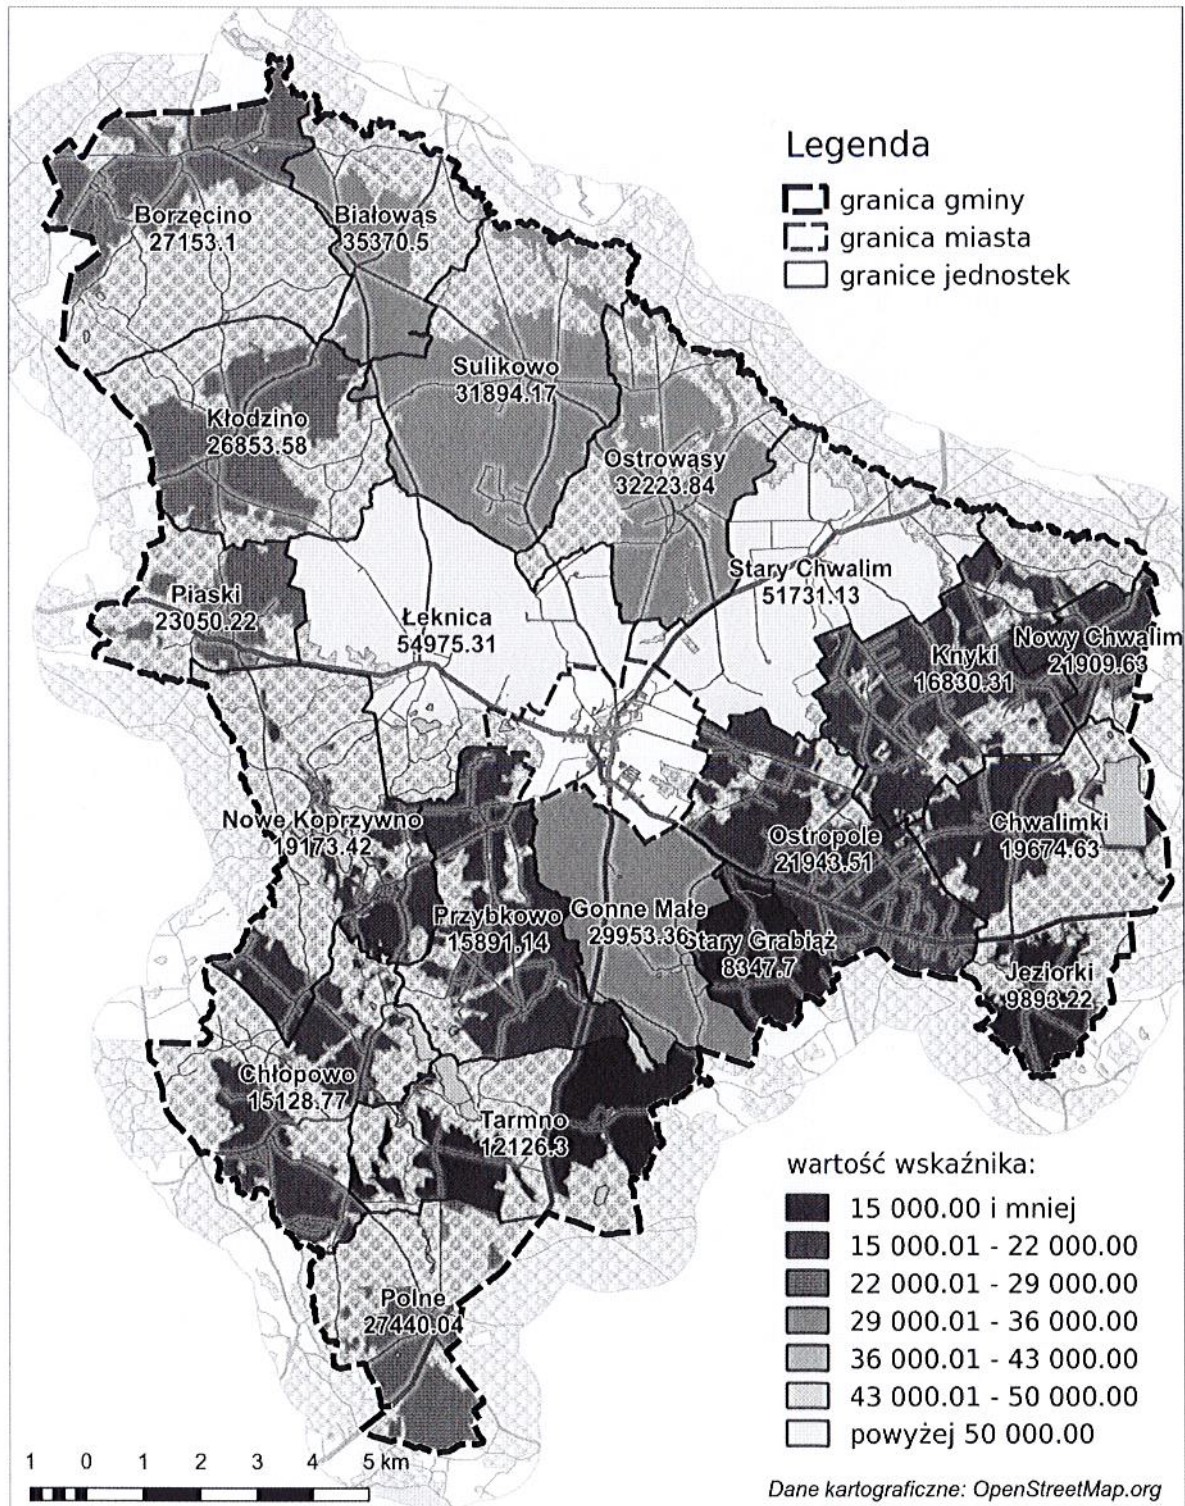 Legenda
granica gminy
granica miasta
granice jednostek
Borzęcino
27153.1
Białowąs
35370.5
Sulikowo
31894.17
Kłodzino
26853.58
Ostrowąsy
32223.84
Stary Chwalim
51731.13
Piaski
23050.22
Łęknica
54975.31
Knyki
16830.31
Nowy Chwalim
21909.63
Nowe Koprzywno
19173.42
Ostropole
21943.51
Chwalimki
19674.63
Przybkowo
15891.14
Gonne Małe
29953.36
Stary Grabiąż
8347.7
Jeziorki
9893.22
Chłopowo
15128.77
Tarmno
12126.3
Polne
27440.04
wartość wskaźnika:
15 000.00 i mniej
15 000.01 - 22 000.00
22 000.01 - 29 000.00
29 000.01 - 36 000.00
36 000.01 - 43 000.00
43 000.01 - 50 000.00
powyżej 50 000.00
1 0 1 2 3 4 5 km
Dane kartograficzne: OpenStreetMap.org